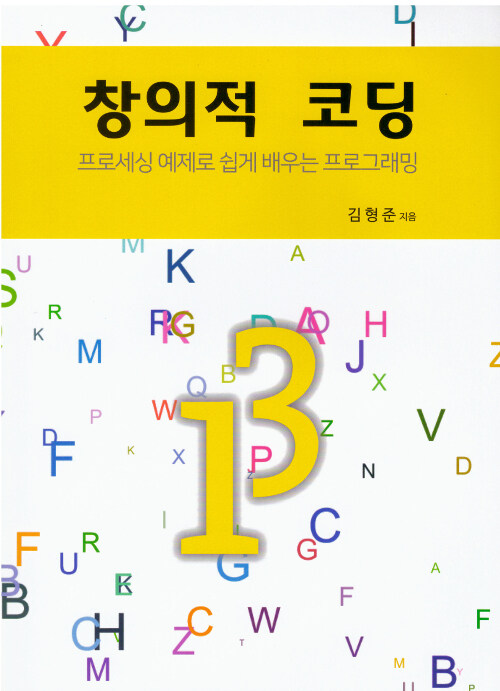 창의적 코딩
프로세싱 예제로 쉽게 배우는 프로그래밍
김형준 지음
C D
X Y I
M A
U K
S
R R K G D A Q H
K
M J Z
B X
Q
P W Z V
D
F K X P N D
Z
I
C
F R G
U G A
B K E
B F
C H V Z C W F
T V
M M B Y
U P
13